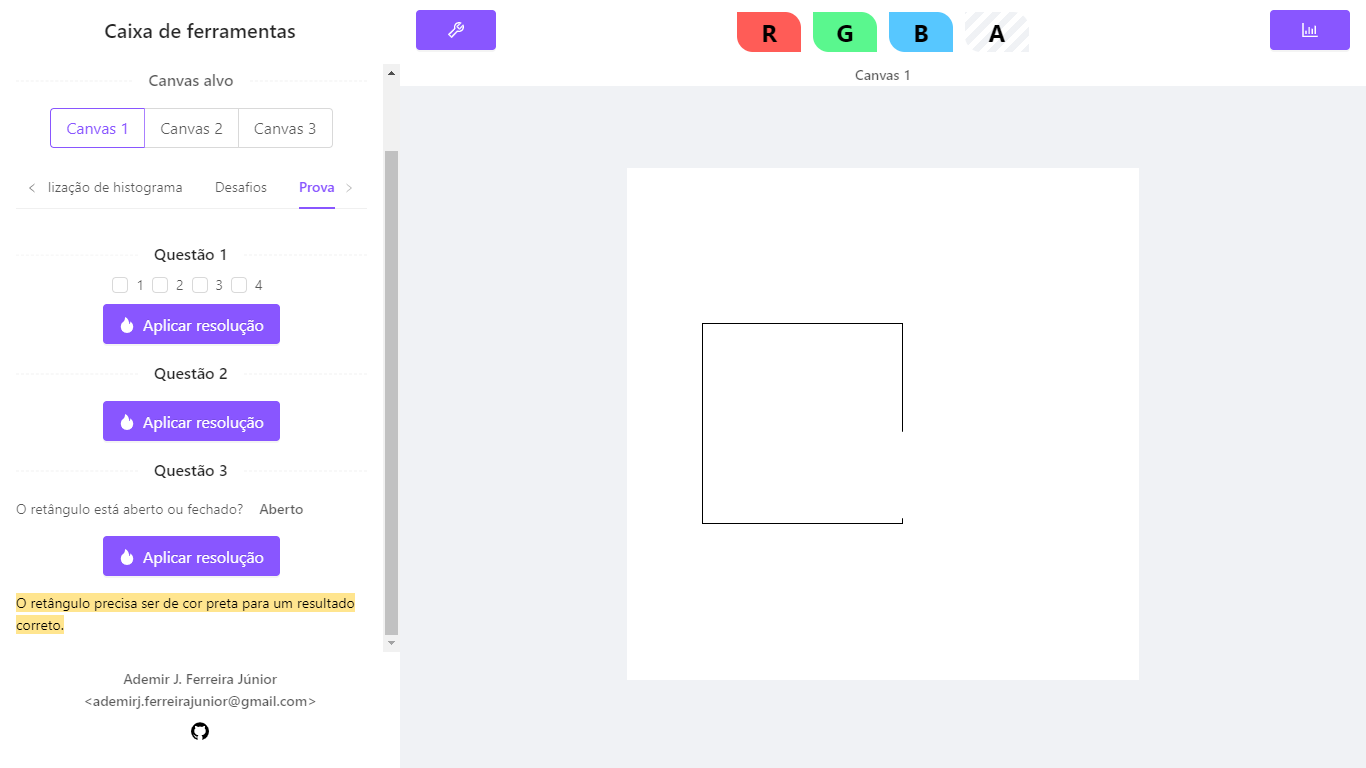 Caixa de ferramentas
Canvas alvo
Canvas 1
Canvas 2
Canvas 3
lização de histograma
Desafios
Prova
Questão 1
1
2
3
4
Aplicar resolução
Questão 2
Aplicar resolução
Questão 3
O retângulo está aberto ou fechado? Aberto
Aplicar resolução
O retângulo precisa ser de cor preta para um resultado
correto.
Ademir J. Ferreira Júnior
<ademirj.ferreirajunior@gmail.com>
R
G
B
A
Canvas 1